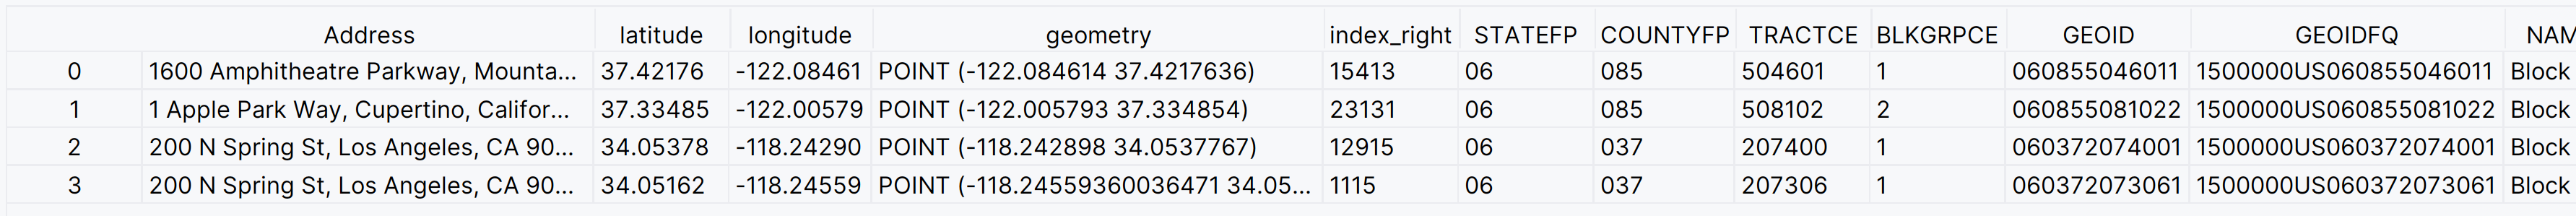 Address latitude longitude geometry index_right STATEFP COUNTYFP TRACTCE BLKGRPCE GEOID GEOIDFQ NAM
0 1600 Amphitheatre Parkway, Mounta... 37.42176 -122.08461 POINT (-122.084614 37.4217636) 15413 06 085 504601 1 060855046011 1500000US060855046011 Block
1 1 Apple Park Way, Cupertino, Califor... 37.33485 -122.00579 POINT (-122.005793 37.334854) 23131 06 085 508102 2 060855081022 1500000US060855081022 Block
2 200 N Spring St, Los Angeles, CA 90... 34.05378 -118.24290 POINT (-118.242898 34.0537767) 12915 06 037 207400 1 060372074001 1500000US060372074001 Block
3 200 N Spring St, Los Angeles, CA 90... 34.05162 -118.24559 POINT (-118.24559360036471 34.05... 1115 06 037 207306 1 060372073061 1500000US060372073061 Block